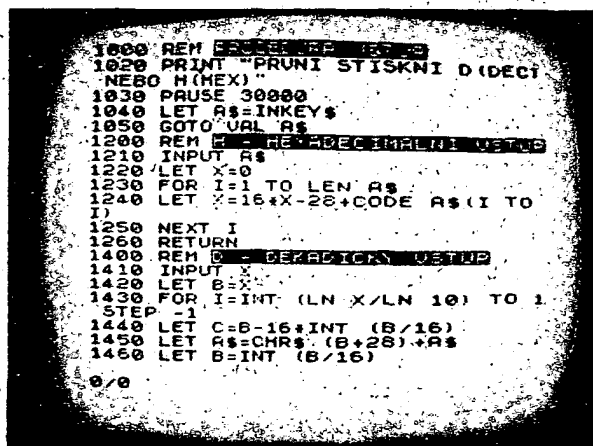 1000 REM
1020 PRINT "PRVNI STISKNI D(DECI
NEBO H(HEX)"
1030 PAUSE 30000
1040 LET A$=INKEY$
1050 GOTO VAL A$
1200 REM H - HEXADECIMALNI VSTUP
1210 INPUT A$
1220 LET X=0
1230 FOR I=1 TO LEN A$
1240 LET X=16*X-28+CODE A$(I TO
I)
1250 NEXT I
1260 RETURN
1400 REM D - DEKADICKY VSTUP
1410 INPUT X
1420 LET B=X
1430 FOR I=INT (LN X/LN 10) TO 1
STEP -1
1440 LET C=B-16*INT (B/16)
1450 LET A$=CHR$ (B+28)+A$
1460 LET B=INT (B/16)
0/0